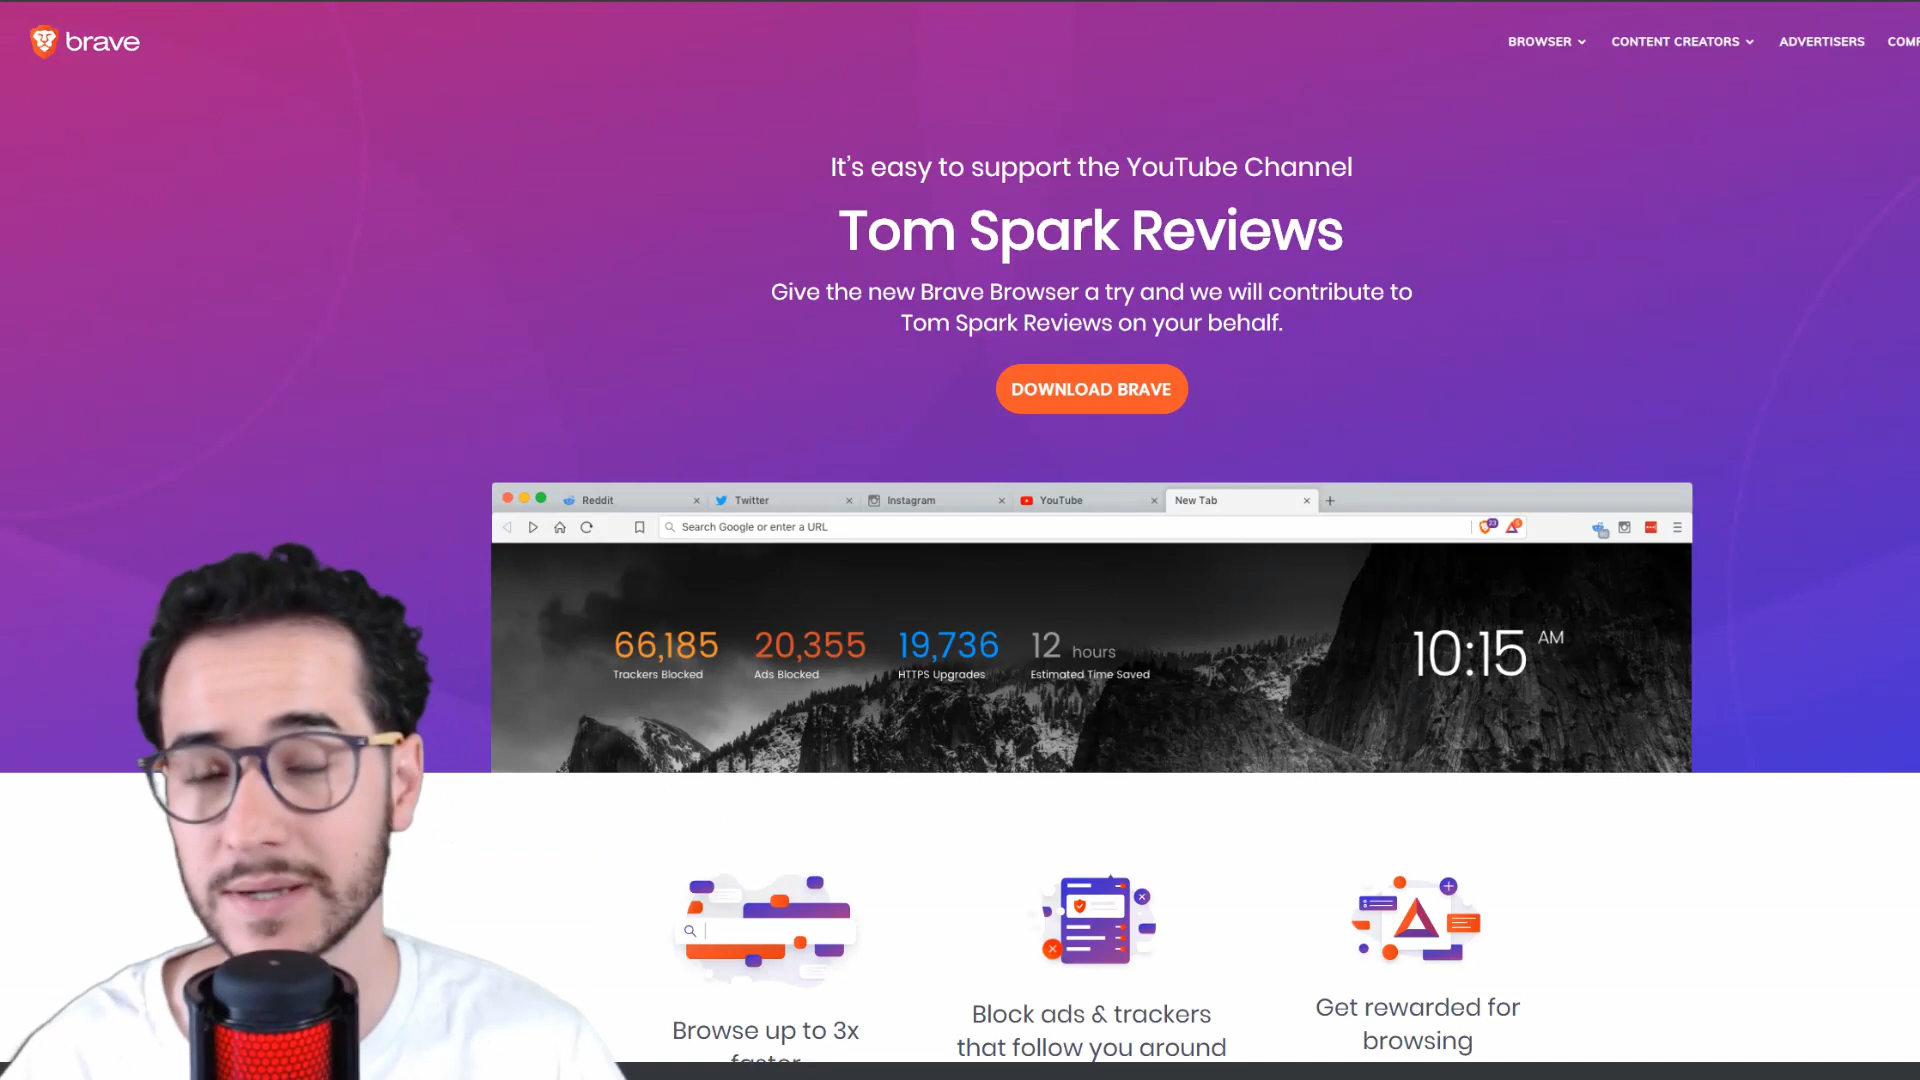 brave
BROWSER
CONTENT CREATORS
ADVERTISERS
It's easy to support the YouTube Channel
Tom Spark Reviews
Give the new Brave Browser a try and we will contribute to
Tom Spark Reviews on your behalf.
DOWNLOAD BRAVE
Reddit
Twitter
Instagram
YouTube
New Tab
Search Google or enter a URL
66,185
Trackers Blocked
20,355
Ads Blocked
19,736
HTTPS Upgrades
12 hours
Estimated Time Saved
10:15 AM
Browse up to 3x
faster
Block ads & trackers
that follow you around
Get rewarded for
browsing